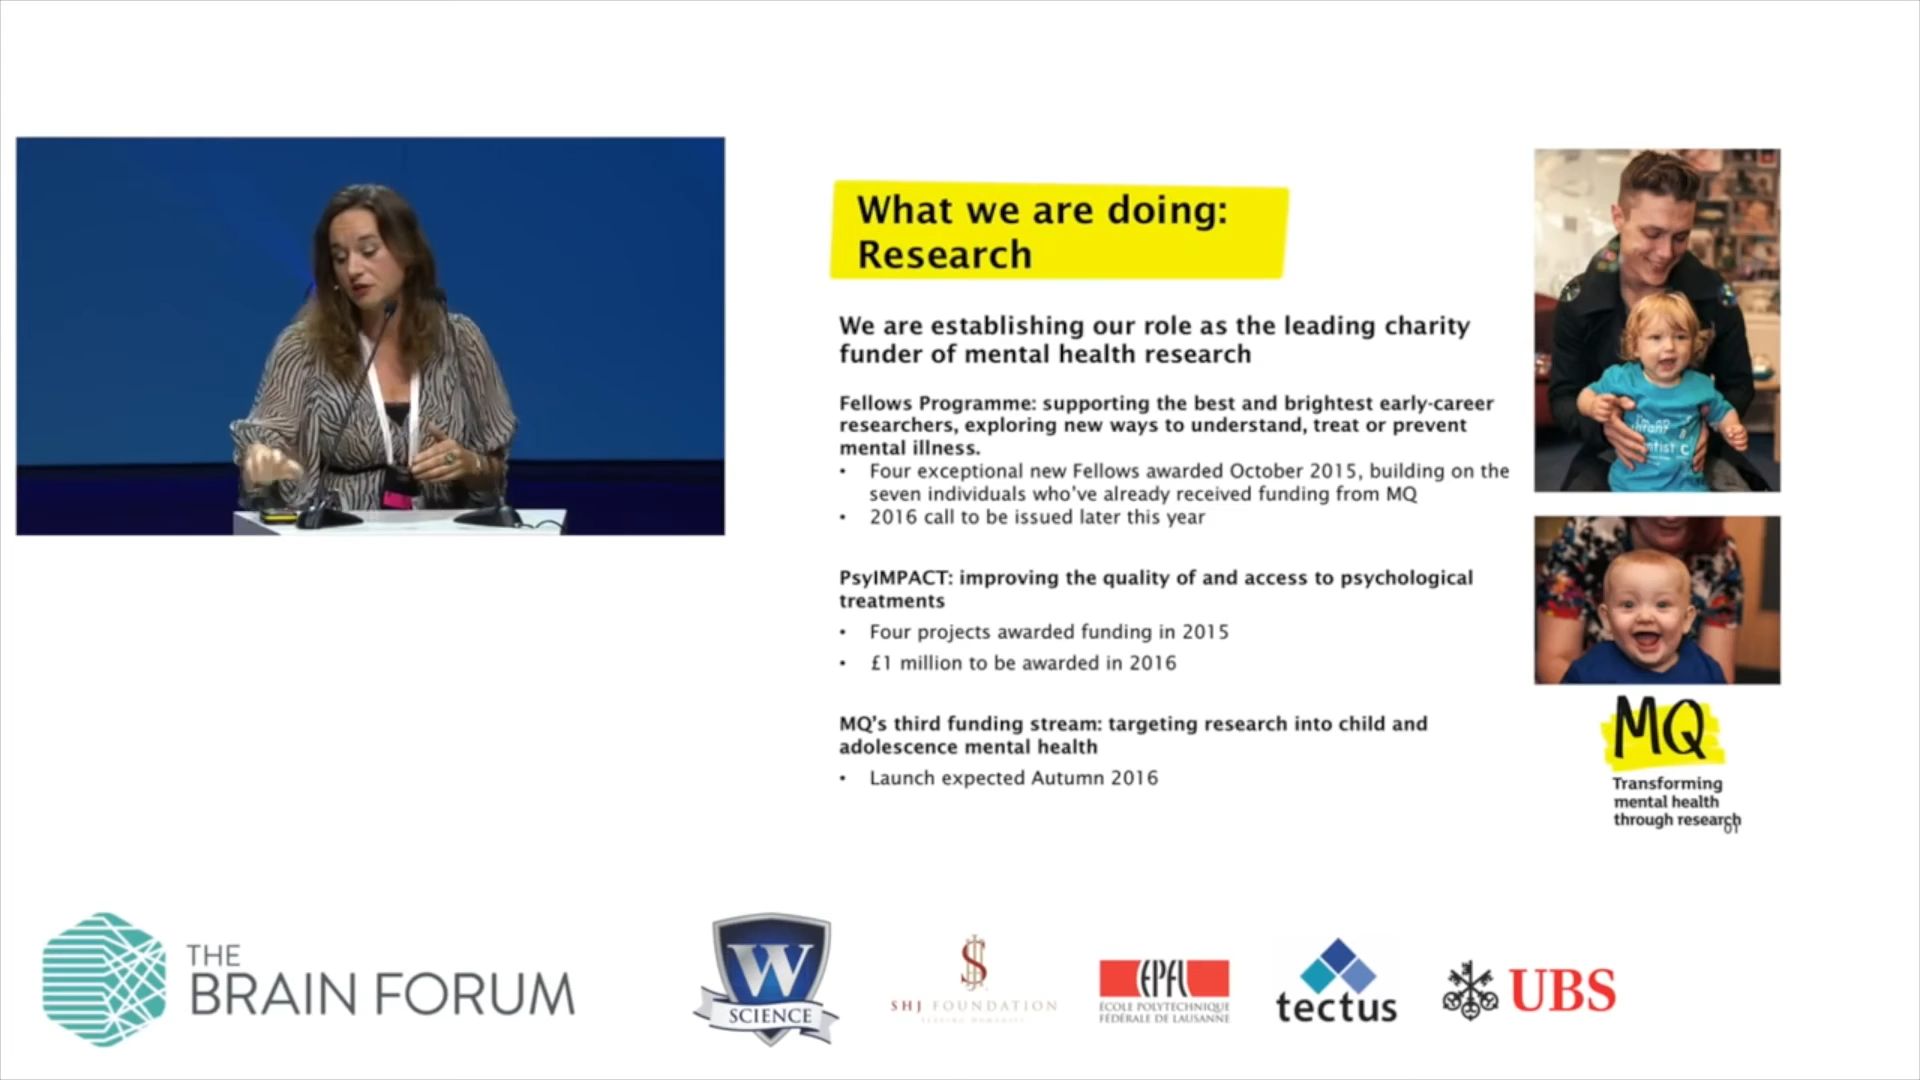 What we are doing:
Research
We are establishing our role as the leading charity
funder of mental health research
Fellows Programme: supporting the best and brightest early-career
researchers, exploring new ways to understand, treat or prevent
mental illness.
• Four exceptional new Fellows awarded October 2015, building on the
seven individuals who've already received funding from MQ
• 2016 call to be issued later this year
PsyIMPACT: improving the quality of and access to psychological
treatments
• Four projects awarded funding in 2015
• £1 million to be awarded in 2016
MQ's third funding stream: targeting research into child and
adolescence mental health
• Launch expected Autumn 2016
MQ
Transforming
mental health
through research
01
THE
BRAIN FORUM
W
SCIENCE
SHJ FOUNDATION
EPFL
ÉCOLE POLYTECHNIQUE
FÉDÉRALE DE LAUSANNE
tectus
UBS